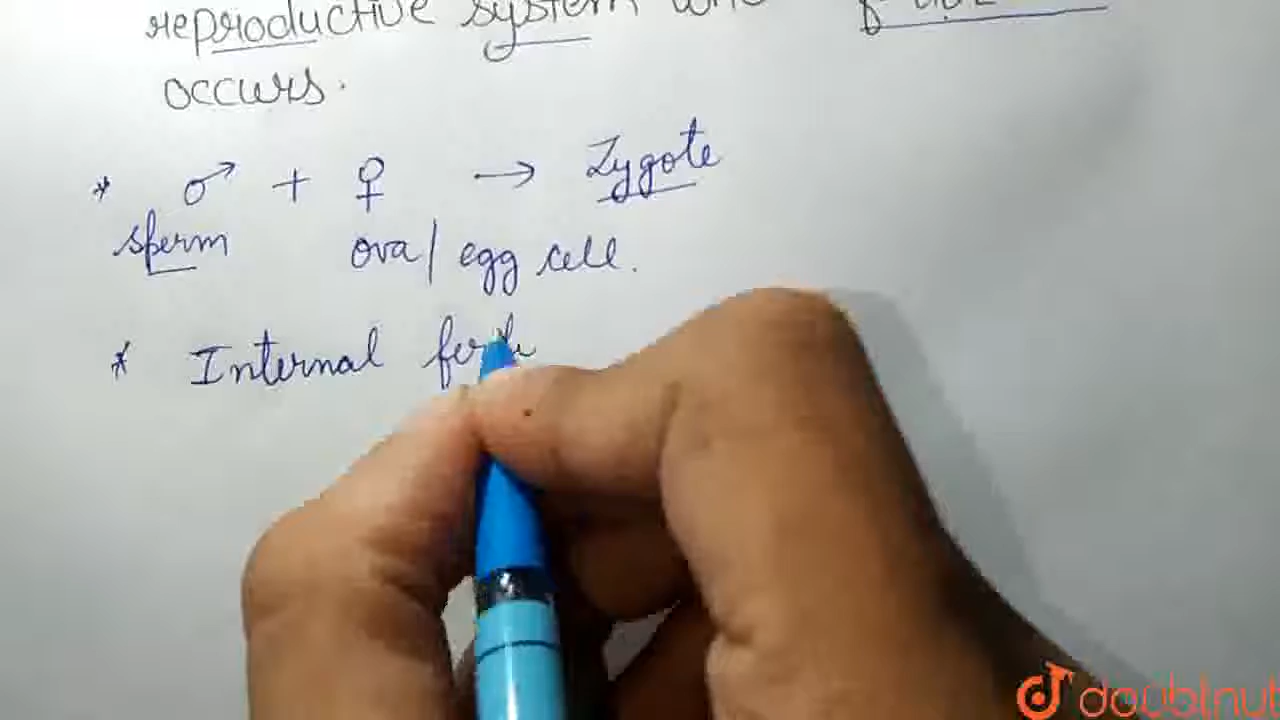 reproductive system
occurs.
* ♂ + ♀ → Zygote
sperm ova/ egg cell.
* Internal
doubtnut